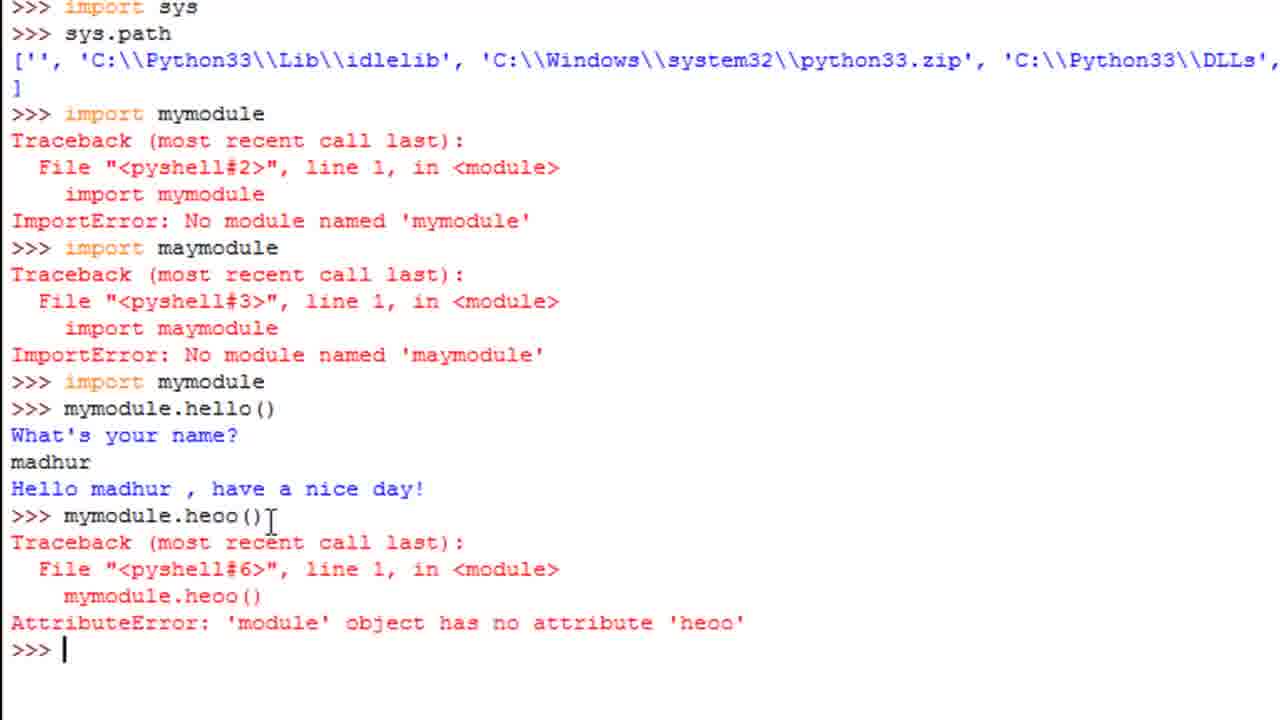 >>> import sys
>>> sys.path
['', 'C:\\Python33\\Lib\\idlelib', 'C:\\Windows\\system32\\python33.zip', 'C:\\Python33\\DLLs',
]
>>> import mymodule
Traceback (most recent call last):
  File "<pyshell#2>", line 1, in <module>
    import mymodule
ImportError: No module named 'mymodule'
>>> import maymodule
Traceback (most recent call last):
  File "<pyshell#3>", line 1, in <module>
    import maymodule
ImportError: No module named 'maymodule'
>>> import mymodule
>>> mymodule.hello()
What's your name?
madhur
Hello madhur , have a nice day!
>>> mymodule.heoo()
Traceback (most recent call last):
  File "<pyshell#6>", line 1, in <module>
    mymodule.heoo()
AttributeError: 'module' object has no attribute 'heoo'
>>>